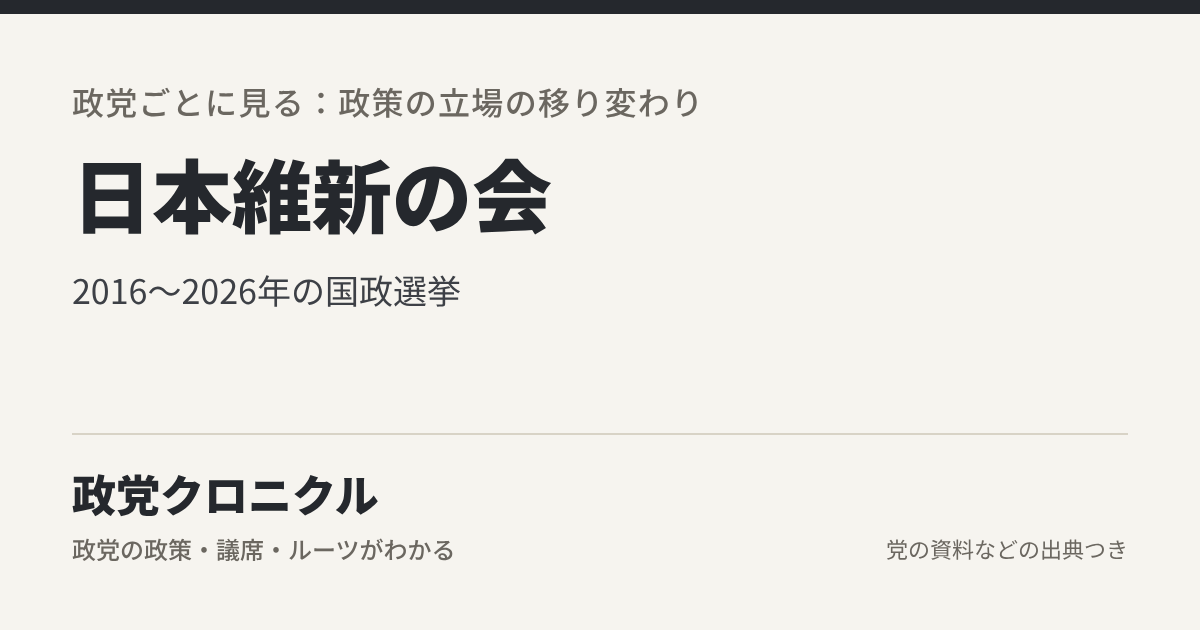 政党ごとに見る：政策の立場の移り変わり
日本維新の会
2016〜2026年の国政選挙
政党クロニクル
政党の政策・議席・ルーツがわかる
党の資料などの出典つき